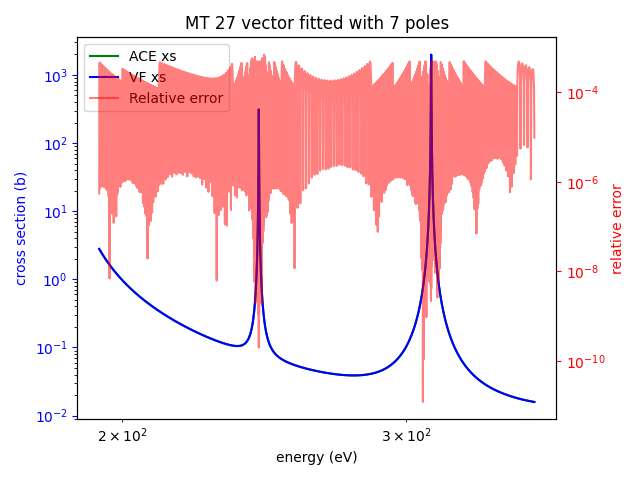 MT 27 vector fitted with 7 poles
ACE xs
VF xs
Relative error
10³
10²
10¹
10⁰
10⁻¹
10⁻²
cross section (b)
10⁻⁴
10⁻⁶
10⁻⁸
10⁻¹⁰
relative error
2 × 10²
3 × 10²
energy (eV)